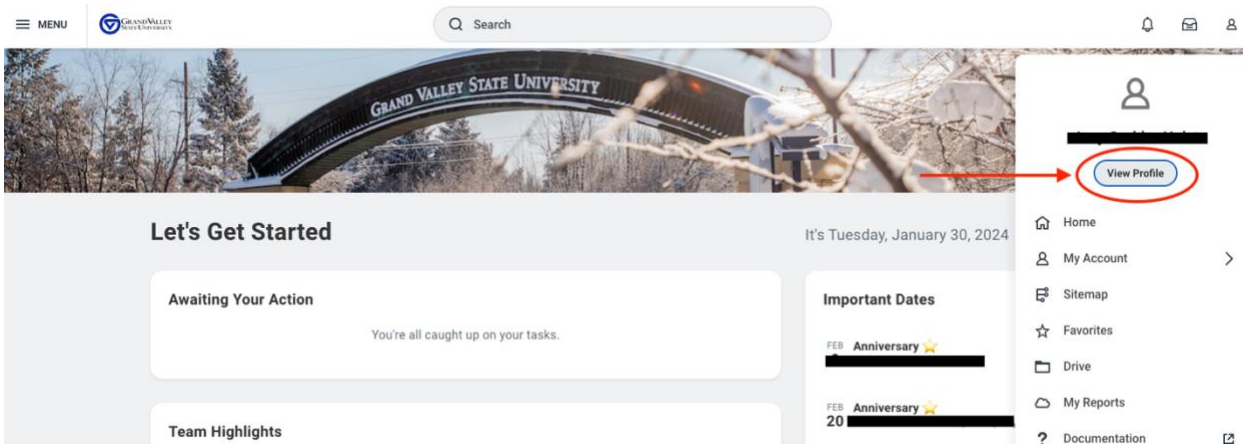 MENU
GRAND VALLEY
STATE UNIVERSITY
Search
GRAND VALLEY STATE UNIVERSITY
View Profile
Let's Get Started
It's Tuesday, January 30, 2024
Home
My Account
Sitemap
Favorites
Drive
My Reports
Documentation
Awaiting Your Action
You're all caught up on your tasks.
Important Dates
FEB Anniversary
FEB Anniversary
20
Team Highlights